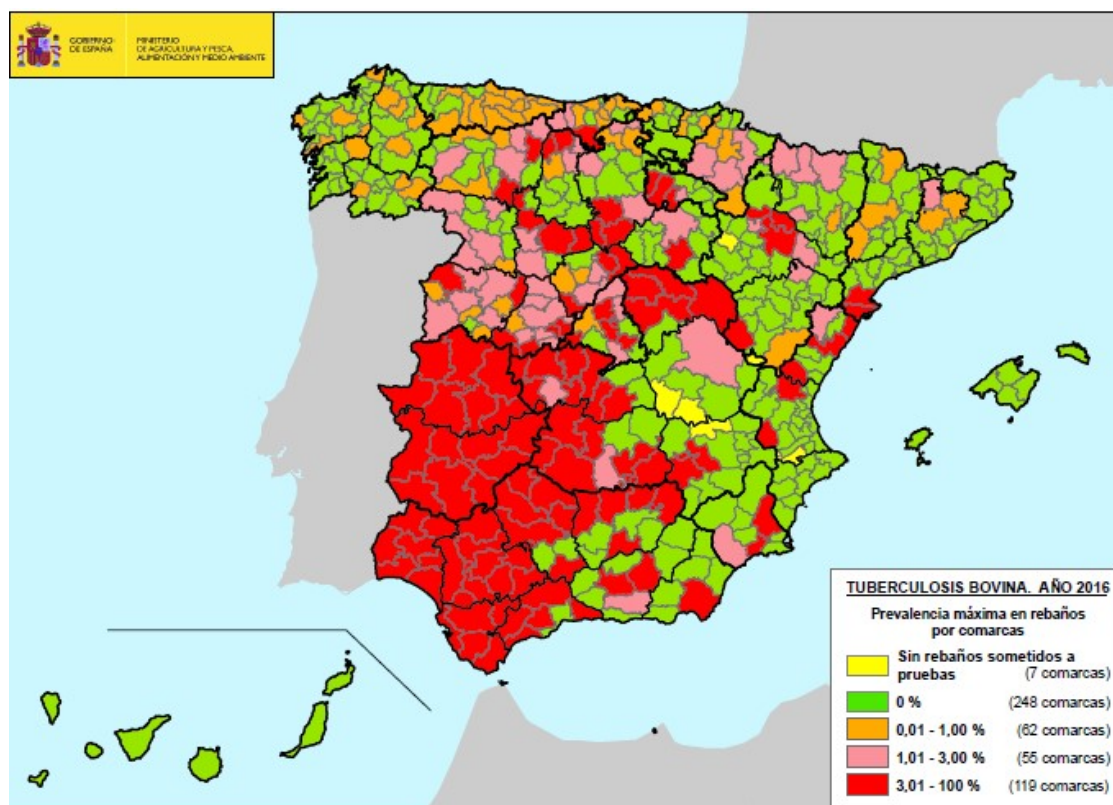 GOBIERNO
DE ESPAÑA
MINISTERIO
DE AGRICULTURA Y PESCA,
ALIMENTACIÓN Y MEDIO AMBIENTE
TUBERCULOSIS BOVINA. AÑO 2016
Prevalencia máxima en rebaños
por comarcas
Sin rebaños sometidos a
pruebas (7 comarcas)
0 % (248 comarcas)
0,01 - 1,00 % (62 comarcas)
1,01 - 3,00 % (55 comarcas)
3,01 - 100 % (119 comarcas)